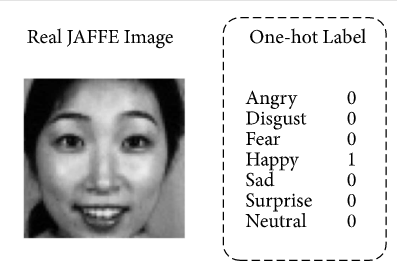 Real JAFFE Image
One-hot Label
Angry 0
Disgust 0
Fear 0
Happy 1
Sad 0
Surprise 0
Neutral 0